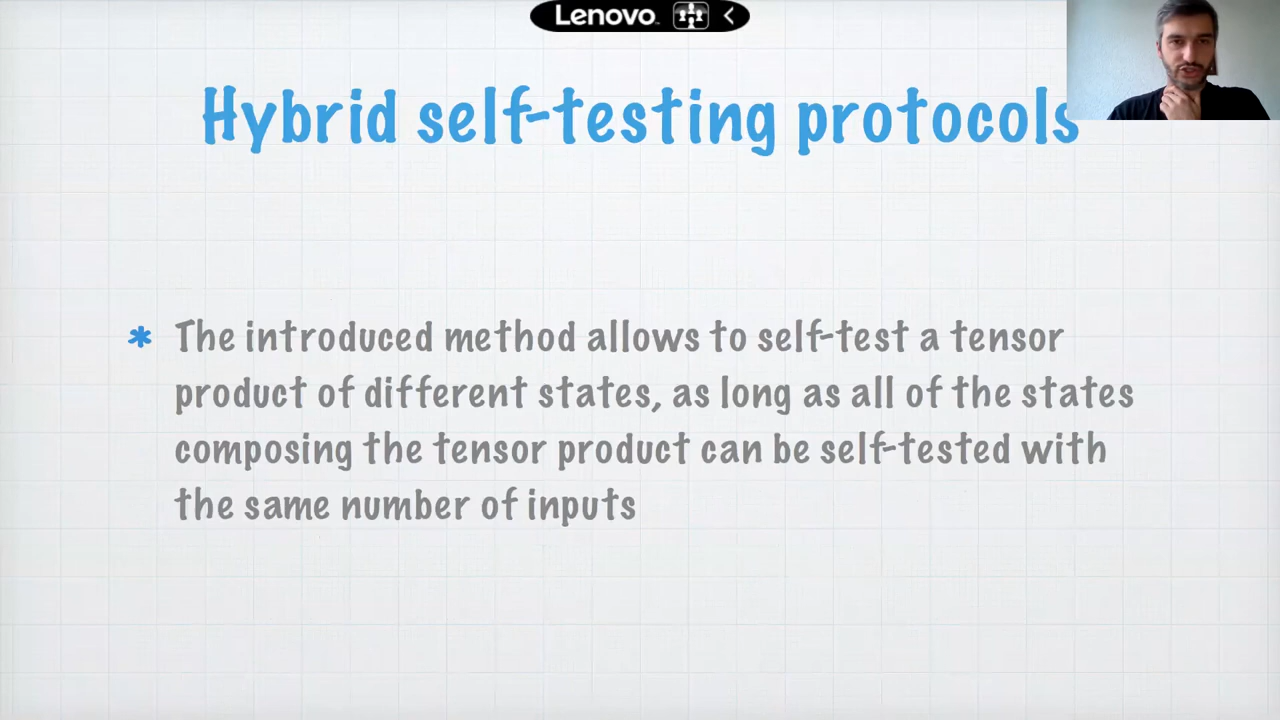 Lenovo
Hybrid self-testing protocols
* The introduced method allows to self-test a tensor
product of different states, as long as all of the states
composing the tensor product can be self-tested with
the same number of inputs